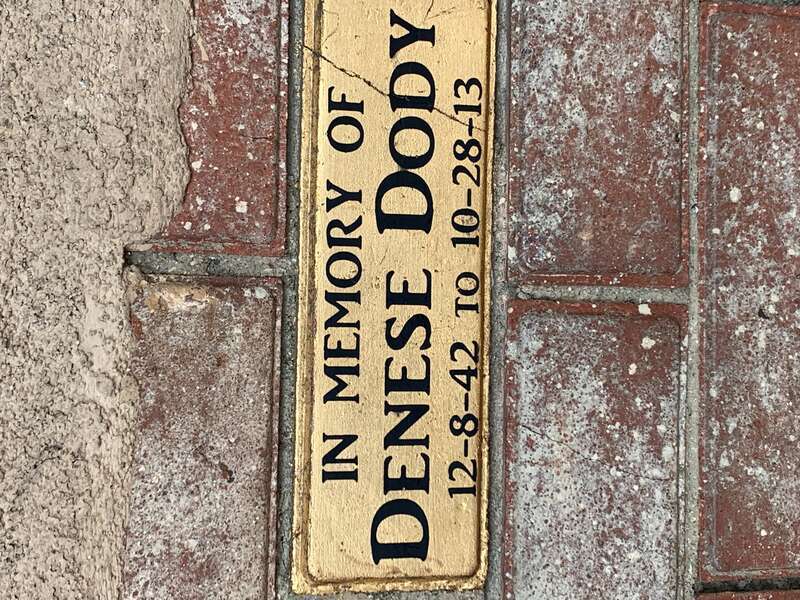 IN MEMORY OF
DENESE DODY
12-8-42 TO 10-28-13